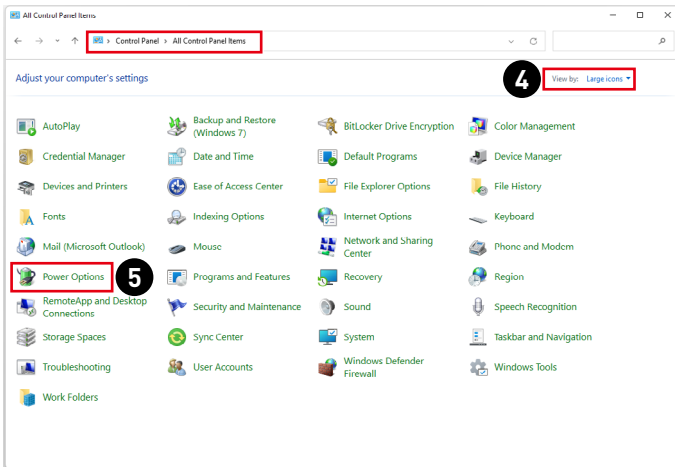 All Control Panel Items
Control Panel > All Control Panel Items
Adjust your computer's settings
4
View by: Large icons
AutoPlay
Backup and Restore
(Windows 7)
BitLocker Drive Encryption
Color Management
Credential Manager
Date and Time
Default Programs
Device Manager
Devices and Printers
Ease of Access Center
File Explorer Options
File History
Fonts
Indexing Options
Internet Options
Keyboard
Mail (Microsoft Outlook)
Mouse
Network and Sharing
Center
Phone and Modem
Power Options
5
Programs and Features
Recovery
Region
RemoteApp and Desktop
Connections
Security and Maintenance
Sound
Speech Recognition
Storage Spaces
Sync Center
System
Taskbar and Navigation
Troubleshooting
User Accounts
Windows Defender
Firewall
Windows Tools
Work Folders